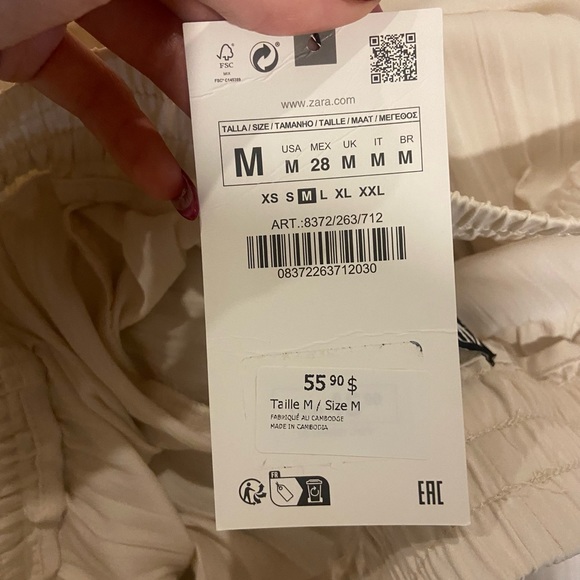 FSC
www.zara.com
TALLA / SIZE / TAMANHO / TAILLE / MAAT / ΜΕΓΕΘΟΣ
M
USA MEX UK IT BR
M 28 M M M
XS S M L XL XXL
ART.:8372/263/712
08372263712030
55 90 $
Taille M / Size M
FABRIQUÉ AU CAMBODGE
MADE IN CAMBODIA
FR
EAC